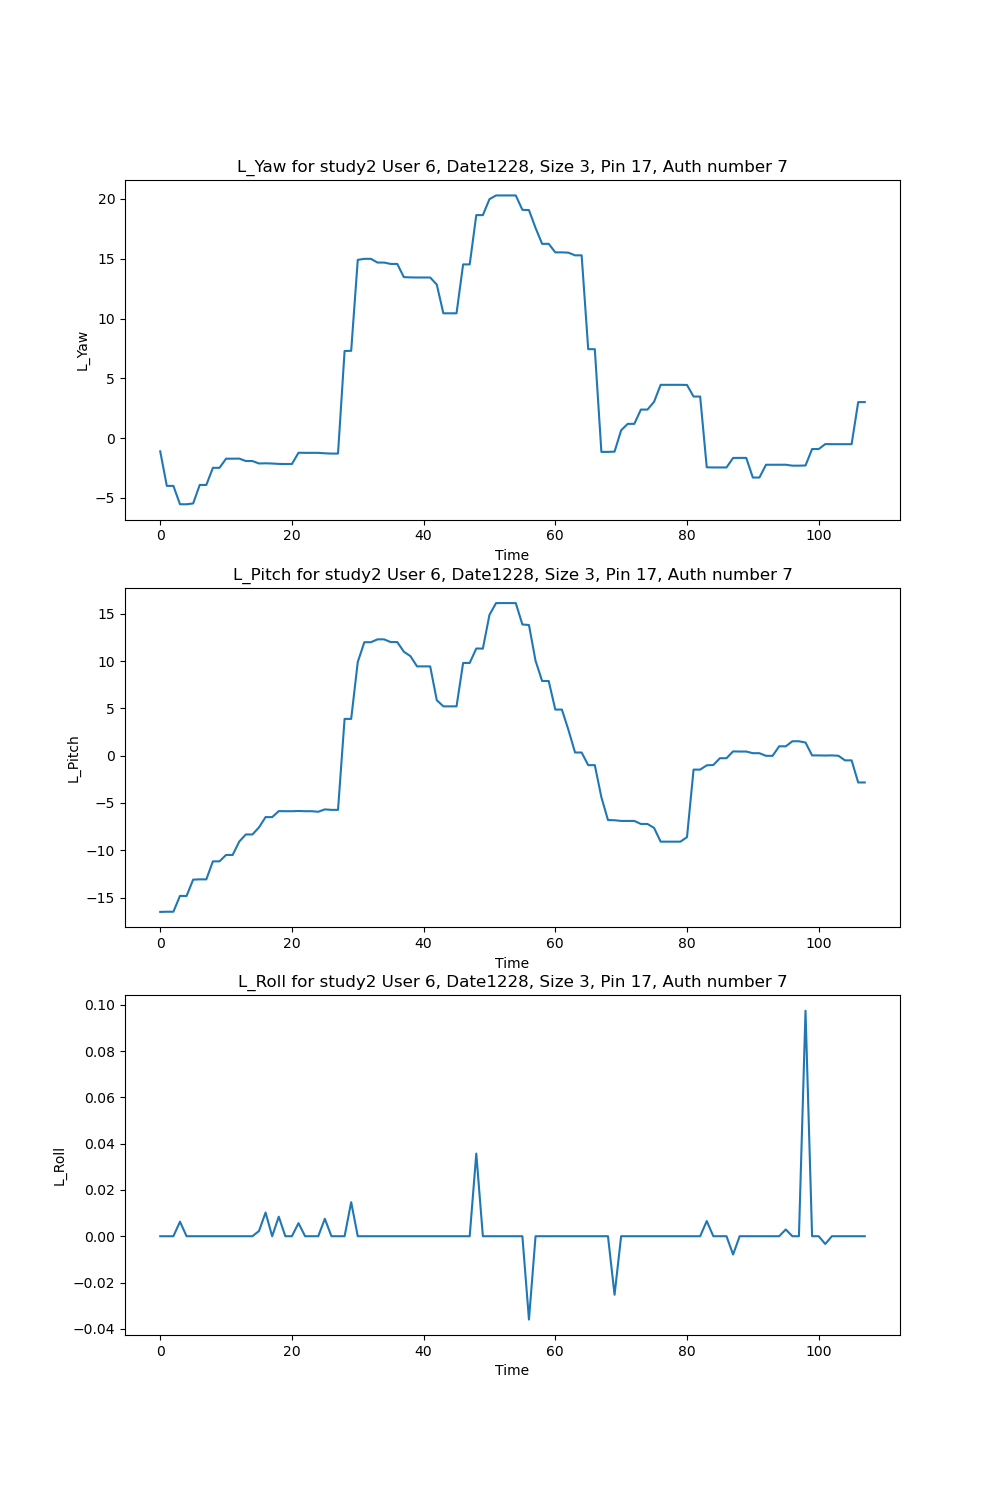 L_Yaw for study2 User 6, Date1228, Size 3, Pin 17, Auth number 7
20
15
10
5
0
−5
L_Yaw
0 20 40 60 80 100
Time
L_Pitch for study2 User 6, Date1228, Size 3, Pin 17, Auth number 7
15
10
5
0
−5
−10
−15
L_Pitch
0 20 40 60 80 100
Time
L_Roll for study2 User 6, Date1228, Size 3, Pin 17, Auth number 7
0.10
0.08
0.06
0.04
0.02
0.00
−0.02
−0.04
L_Roll
0 20 40 60 80 100
Time